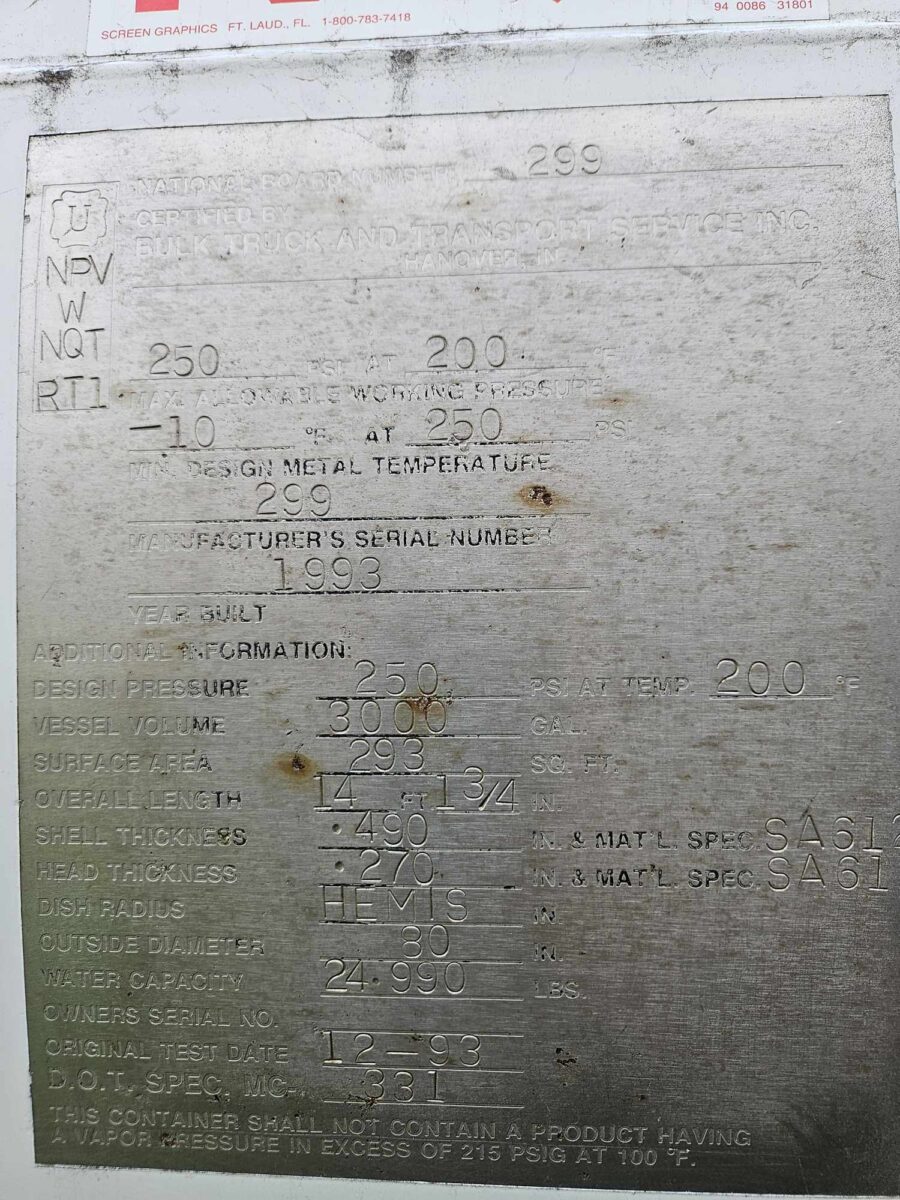 SCREEN GRAPHICS FT. LAUD., FL. 1-800-783-7418
94 0086 31801
NATIONAL BOARD NUMBER 299
U
CERTIFIED BY
BULK TRUCK AND TRANSPORT SERVICE INC.
HANOVER, IN.
NPV
W
NQT
RT1
250 PSI AT 200 °F
MAX. ALLOWABLE WORKING PRESSURE
-10 °F. AT 250 PSI
MIN. DESIGN METAL TEMPERATURE
299
MANUFACTURER'S SERIAL NUMBER
1993
YEAR BUILT
ADDITIONAL INFORMATION:
DESIGN PRESSURE 250 PSI AT TEMP. 200 °F
VESSEL VOLUME 3000 GAL.
SURFACE AREA 293 SQ. FT.
OVERALL LENGTH 14 FT 1 3/4 IN.
SHELL THICKNESS .490 IN. & MAT'L. SPEC. SA612
HEAD THICKNESS .270 IN. & MAT'L. SPEC. SA61
DISH RADIUS HEMIS IN.
OUTSIDE DIAMETER 80 IN.
WATER CAPACITY 24.990 LBS.
OWNERS SERIAL NO.
ORIGINAL TEST DATE 12-93
D.O.T. SPEC. MC- 331
THIS CONTAINER SHALL NOT CONTAIN A PRODUCT HAVING
A VAPOR PRESSURE IN EXCESS OF 215 PSIG AT 100 °F.